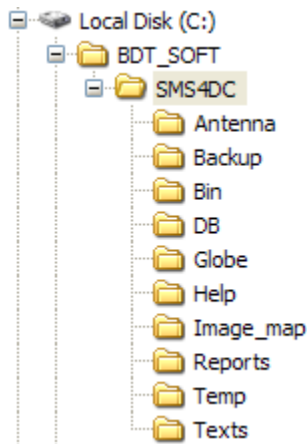 Local Disk (C:)
BDT_SOFT
SMS4DC
Antenna
Backup
Bin
DB
Globe
Help
Image_map
Reports
Temp
Texts